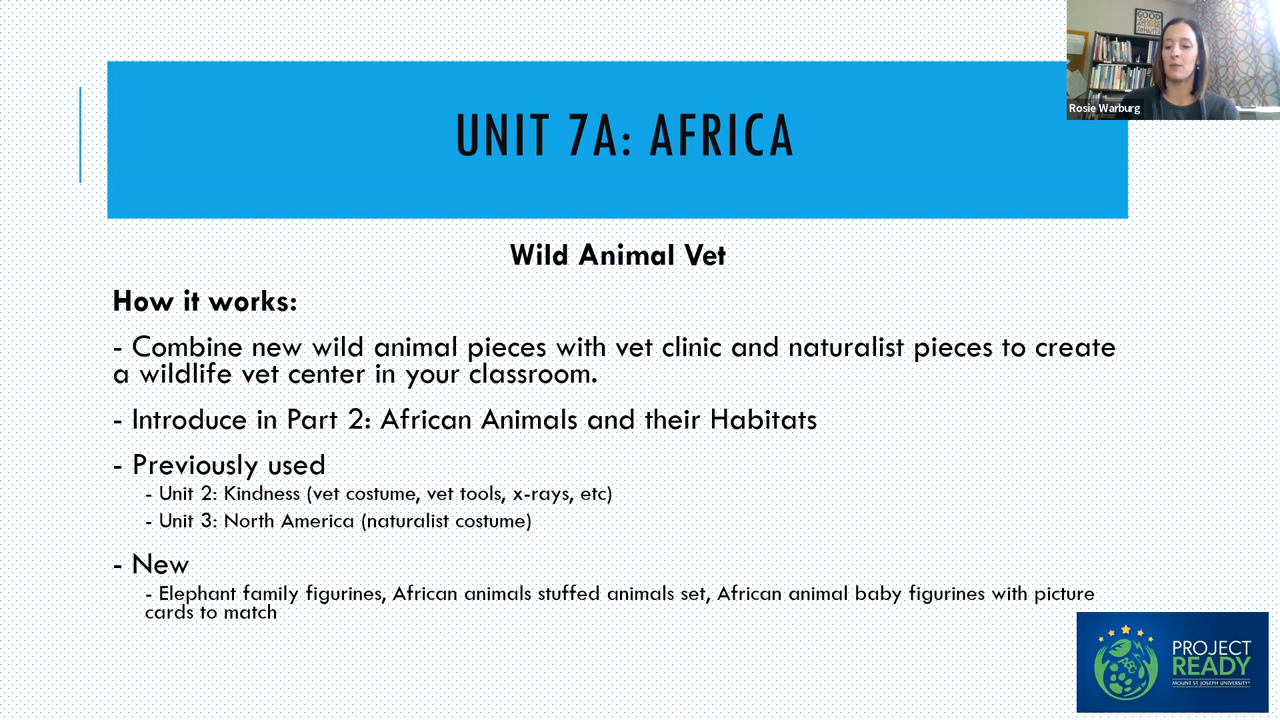 GOOD
Rosie Warburg
UNIT 7A: AFRICA
Wild Animal Vet
How it works:
- Combine new wild animal pieces with vet clinic and naturalist pieces to create
a wildlife vet center in your classroom.
- Introduce in Part 2: African Animals and their Habitats
- Previously used
- Unit 2: Kindness (vet costume, vet tools, x-rays, etc)
- Unit 3: North America (naturalist costume)
- New
- Elephant family figurines, African animals stuffed animals set, African animal baby figurines with picture
cards to match
PROJECT
READY
MOUNT ST JOSEPH UNIVERSITY